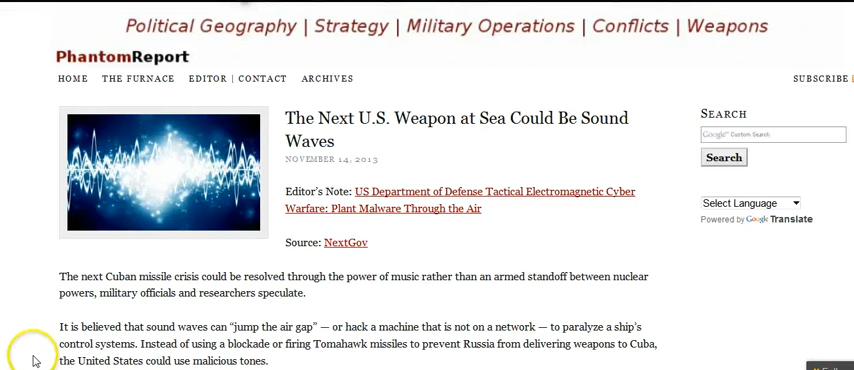 Political Geography | Strategy | Military Operations | Conflicts | Weapons
PhantomReport
HOME THE FURNACE EDITOR | CONTACT ARCHIVES SUBSCRIBE
The Next U.S. Weapon at Sea Could Be Sound
Waves
NOVEMBER 14, 2013
Editor's Note: US Department of Defense Tactical Electromagnetic Cyber
Warfare: Plant Malware Through the Air
Source: NextGov
The next Cuban missile crisis could be resolved through the power of music rather than an armed standoff between nuclear
powers, military officials and researchers speculate.
It is believed that sound waves can “jump the air gap” — or hack a machine that is not on a network — to paralyze a ship's
control systems. Instead of using a blockade or firing Tomahawk missiles to prevent Russia from delivering weapons to Cuba,
the United States could use malicious tones.
SEARCH
Google™ Custom Search
Search
Select Language
Powered by Google Translate